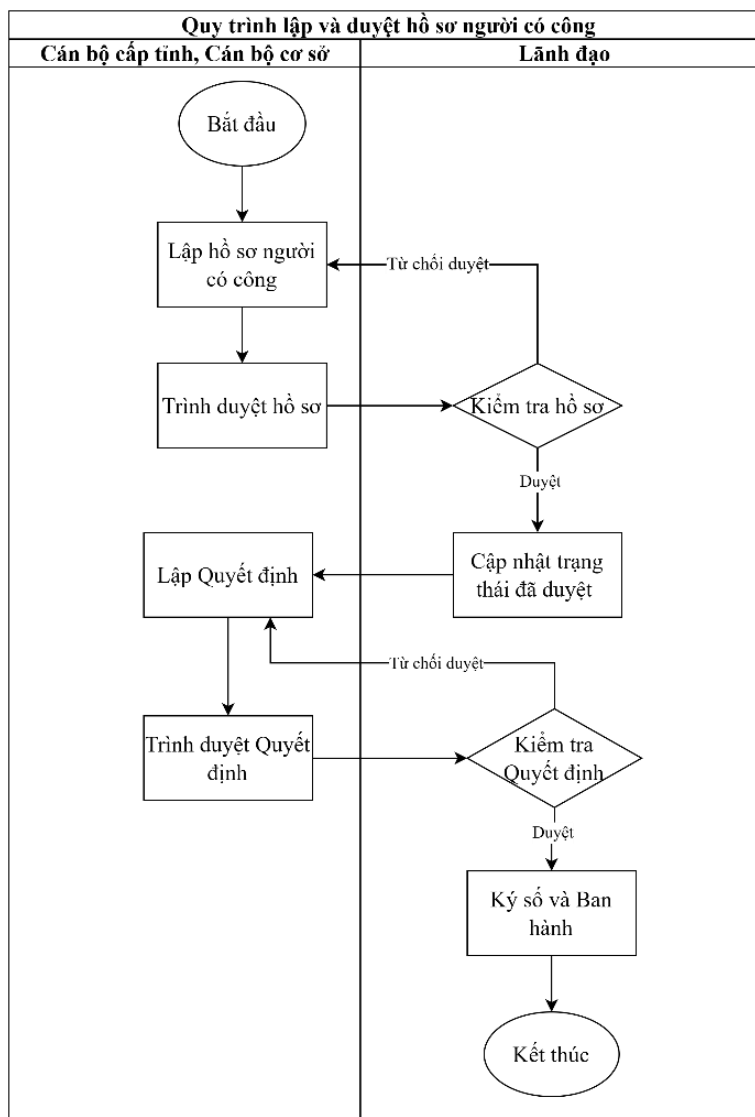 Quy trình lập và duyệt hồ sơ người có công
Cán bộ cấp tỉnh, Cán bộ cơ sở
Lãnh đạo
Bắt đầu
Lập hồ sơ người
có công
Từ chối duyệt
Trình duyệt hồ sơ
Kiểm tra hồ sơ
Duyệt
Lập Quyết định
Cập nhật trạng
thái đã duyệt
Từ chối duyệt
Trình duyệt Quyết
định
Kiểm tra
Quyết định
Duyệt
Ký số và Ban
hành
Kết thúc